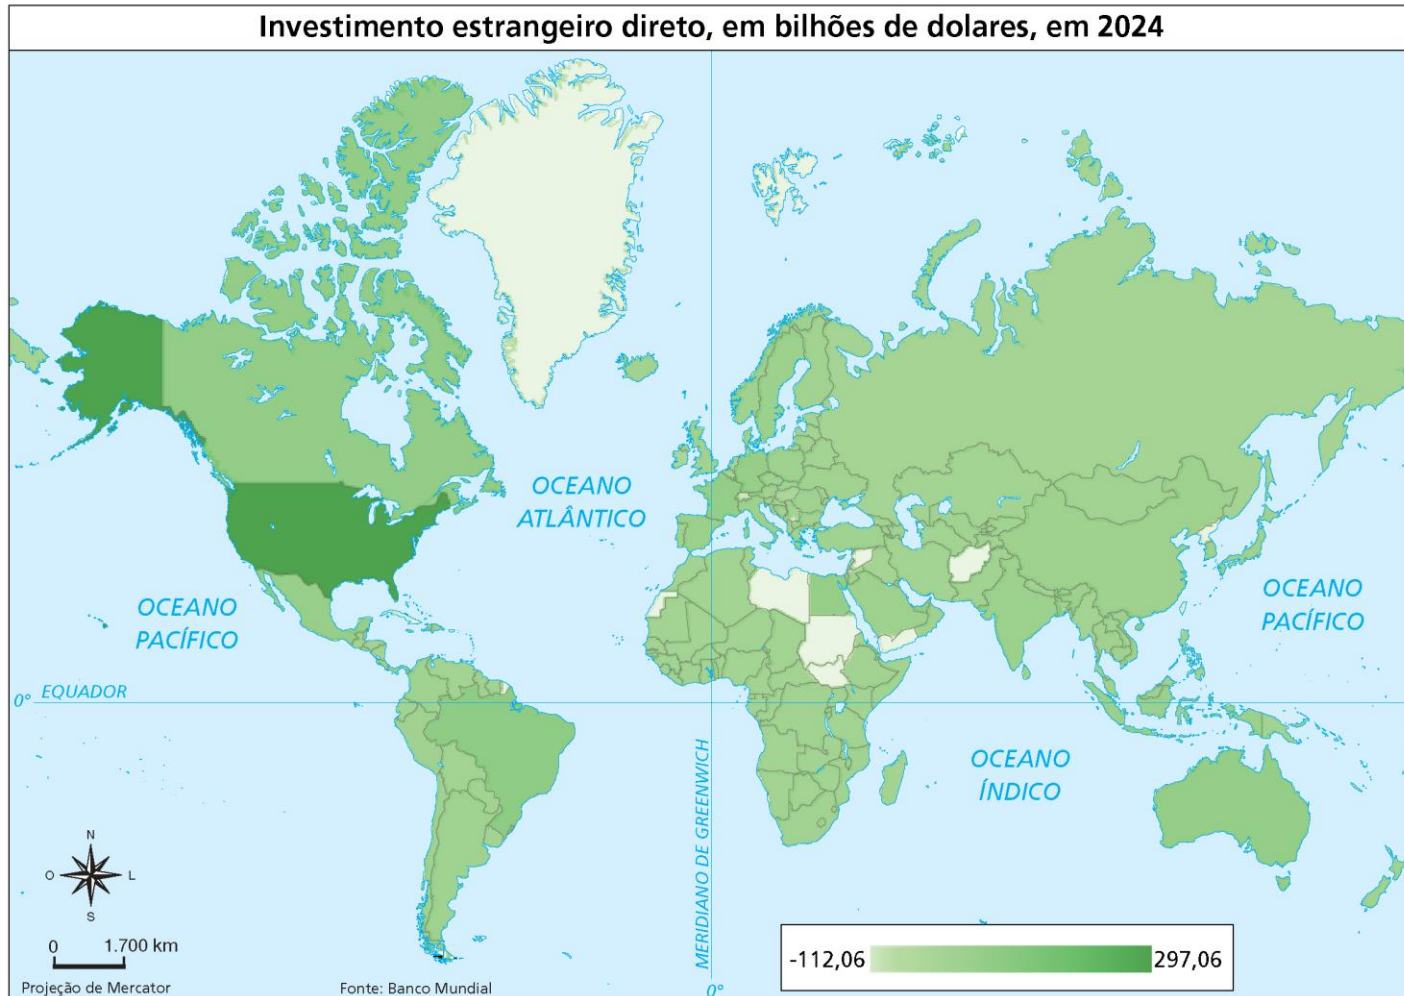 Investimento estrangeiro direto, em bilhões de dolares, em 2024
OCEANO
ATLÂNTICO
OCEANO
PACÍFICO
OCEANO
PACÍFICO
0° EQUADOR
MERIDIANO DE GREENWICH
OCEANO
ÍNDICO
N
O L
S
0 1.700 km
-112,06 297,06
Projeção de Mercator
Fonte: Banco Mundial
0°